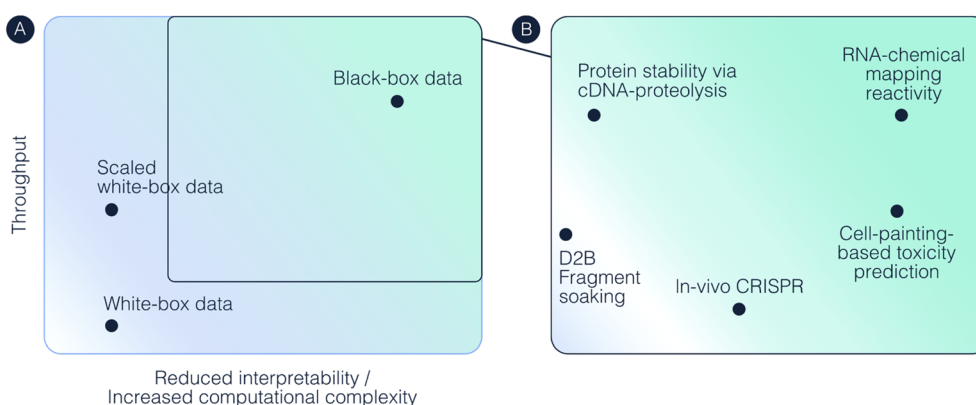 A
Black-box data
Scaled
white-box data
White-box data
Throughput
Reduced interpretability /
Increased computational complexity
B
Protein stability via
cDNA-proteolysis
RNA-chemical
mapping
reactivity
D2B
Fragment
soaking
In-vivo CRISPR
Cell-painting-
based toxicity
prediction